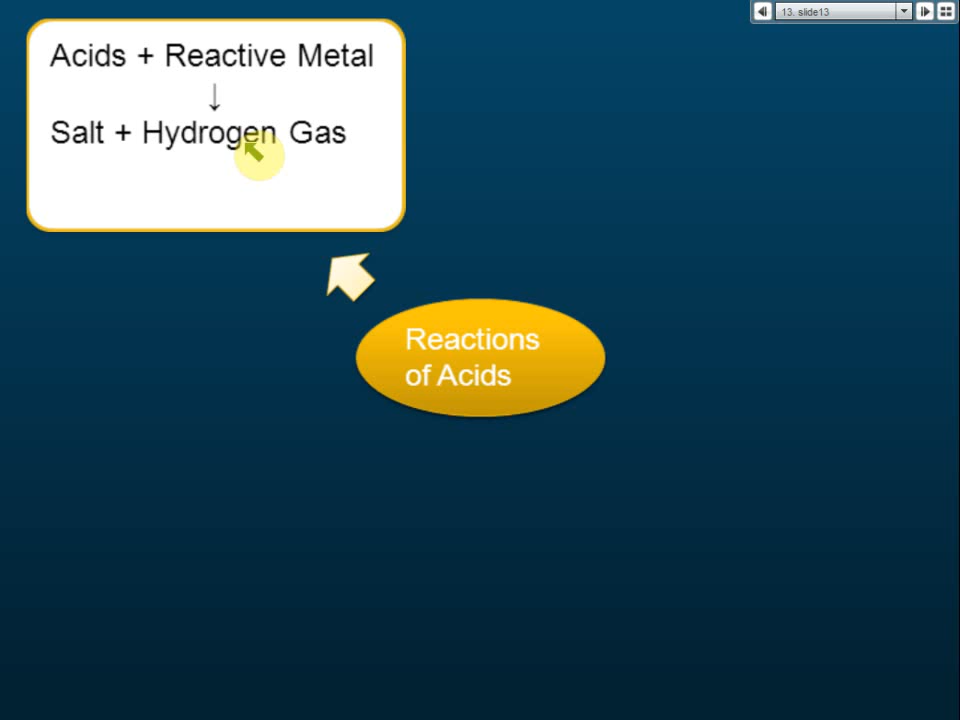 13. slide13
Acids + Reactive Metal
↓
Salt + Hydrogen Gas
Reactions
of Acids